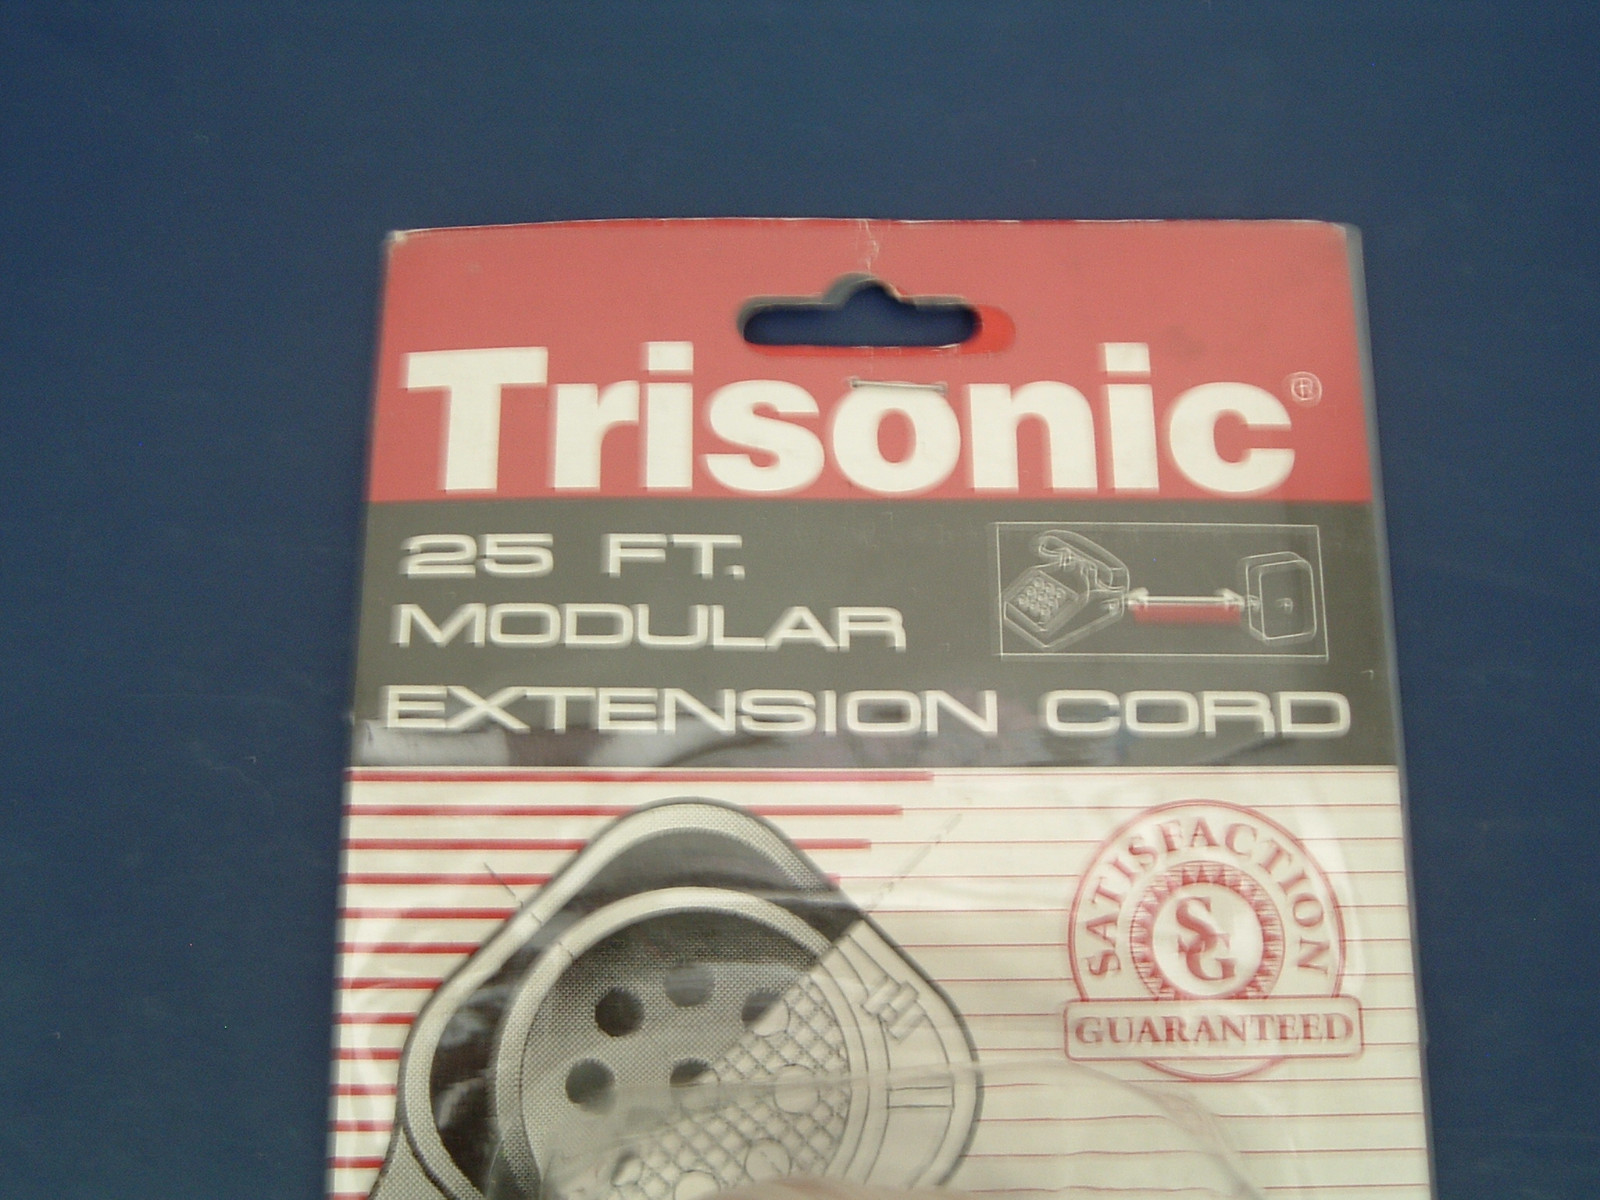 Trisonic®
25 FT.
MODULAR
EXTENSION CORD
SATISFACTION
SG
GUARANTEED